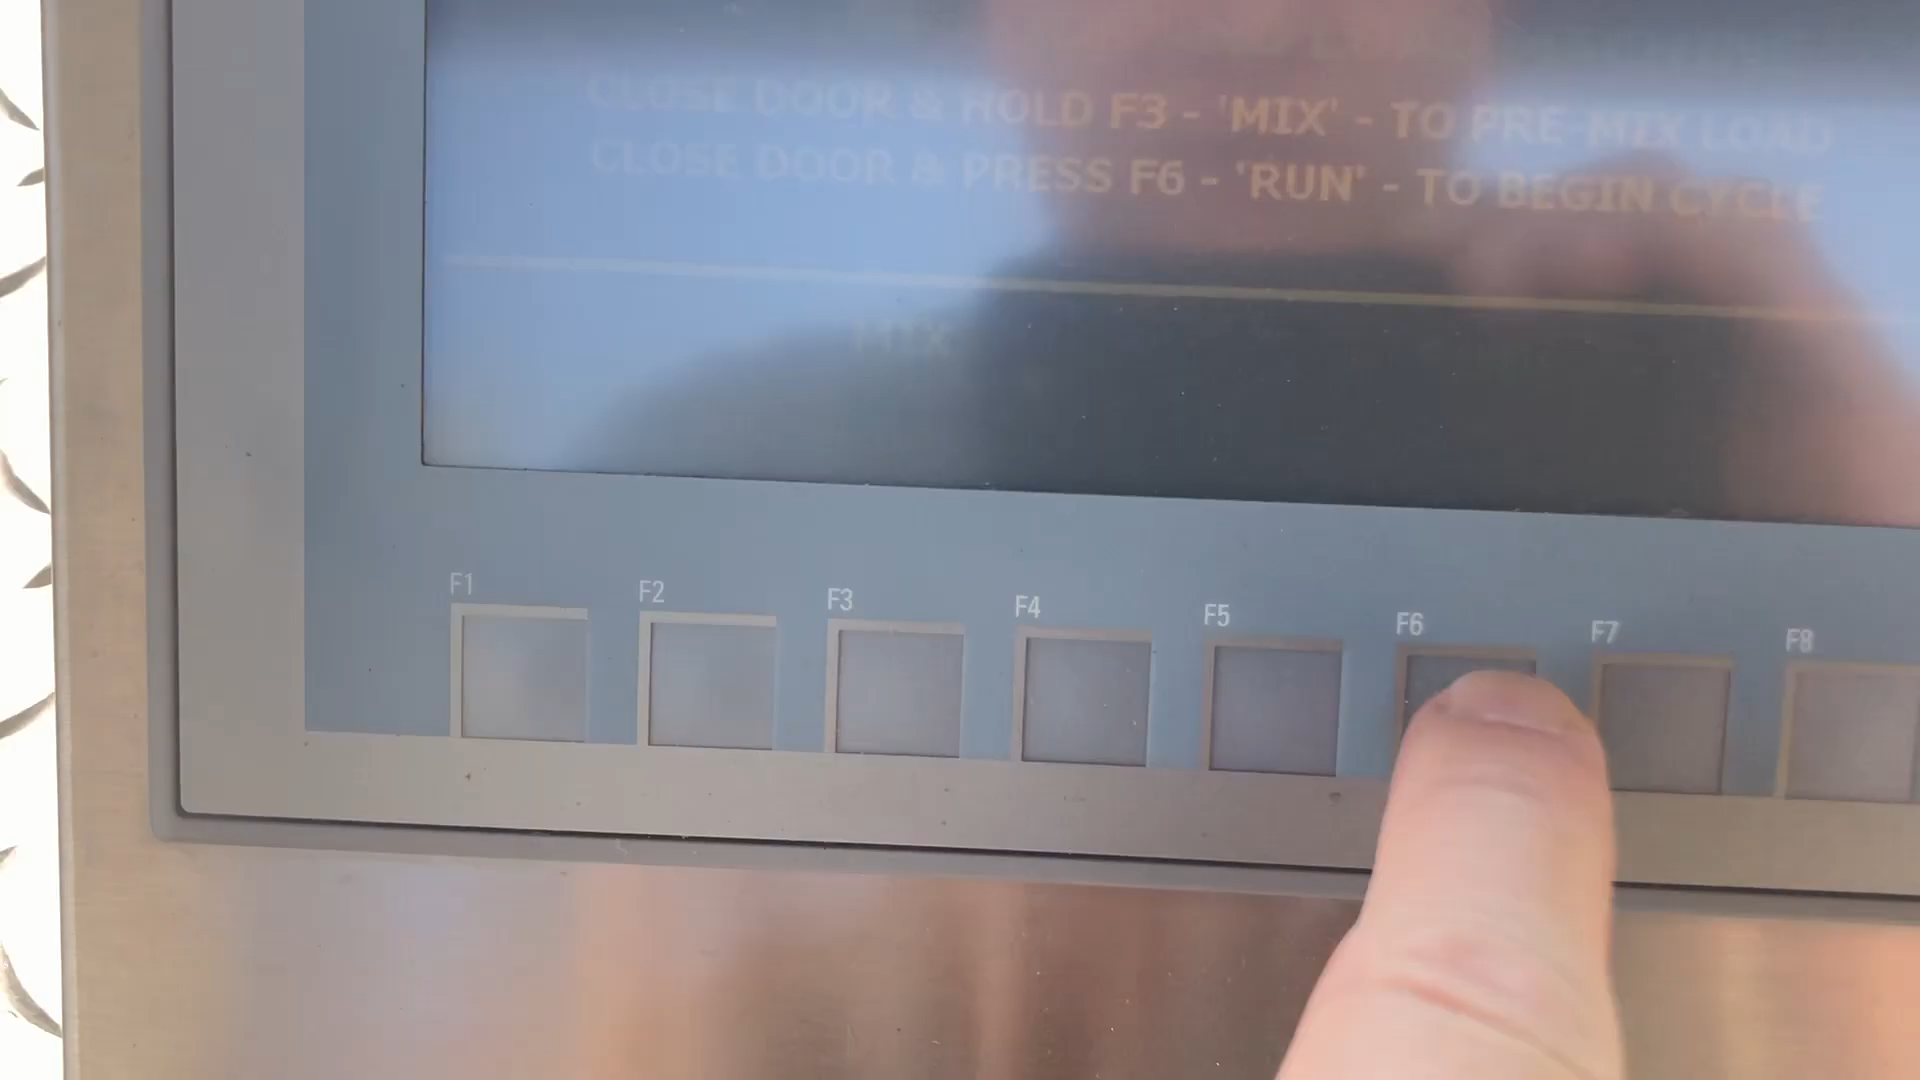 CLOSE DOOR & HOLD F3 - 'MIX' - TO PRE-MIX LOAD
CLOSE DOOR & PRESS F6 - 'RUN' - TO BEGIN CYCLE
MIX
F1 F2 F3 F4 F5 F6 F7 F8